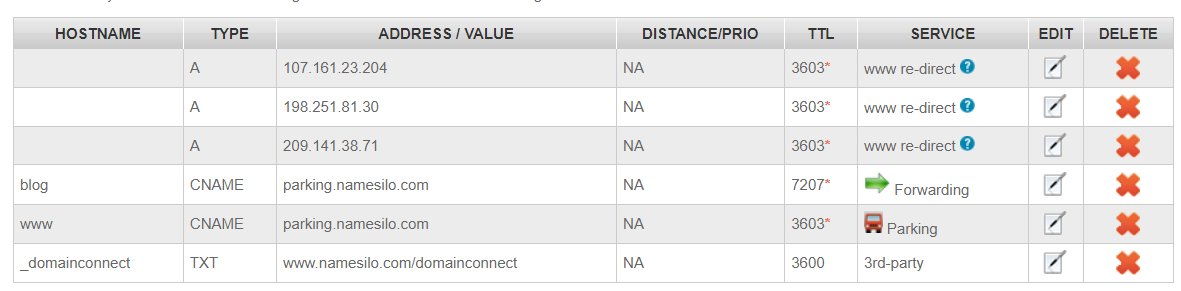 HOSTNAME TYPE ADDRESS / VALUE DISTANCE/PRIO TTL SERVICE EDIT DELETE
A 107.161.23.204 NA 3603* www re-direct ?
A 198.251.81.30 NA 3603* www re-direct ?
A 209.141.38.71 NA 3603* www re-direct ?
blog CNAME parking.namesilo.com NA 7207* Forwarding
www CNAME parking.namesilo.com NA 3603* Parking
_domainconnect TXT www.namesilo.com/domainconnect NA 3600 3rd-party